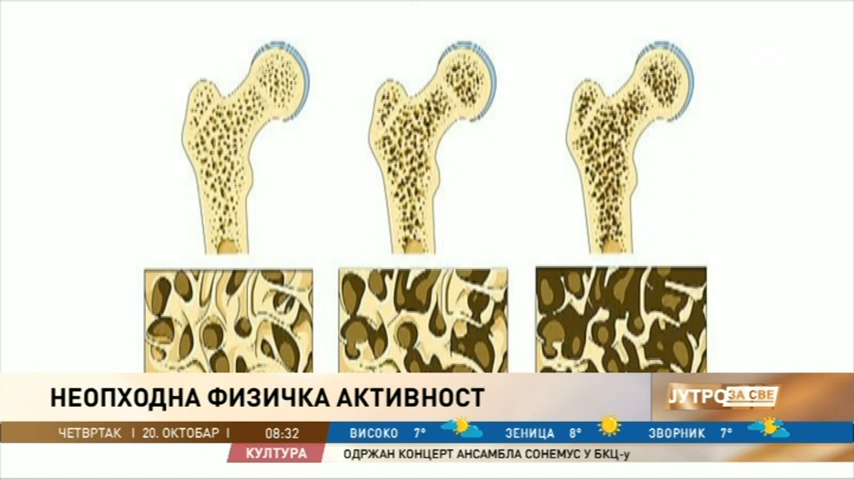 НЕОПХОДНА ФИЗИЧКА АКТИВНОСТ
ЈУТРО ЗА СВЕ
ЧЕТВРТАК | 20. ОКТОБАР | 08:32 ВИСОКО 7° ЗЕНИЦА 8° ЗВОРНИК 7°
КУЛТУРА ОДРЖАН КОНЦЕРТ АНСАМБЛА СОНЕМУС У БКЦ-у